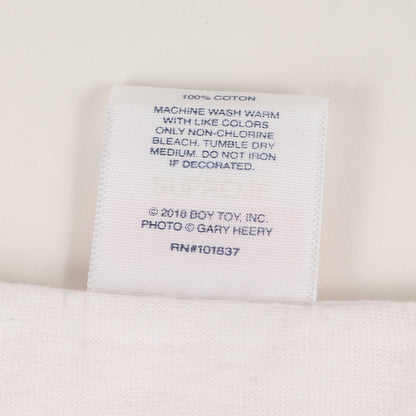 100% COTON
MACHINE WASH WARM
WITH LIKE COLORS
ONLY NON-CHLORINE
BLEACH. TUMBLE DRY
MEDIUM. DO NOT IRON
IF DECORATED.
© 2018 BOY TOY, INC.
PHOTO © GARY HEERY
RN#101837